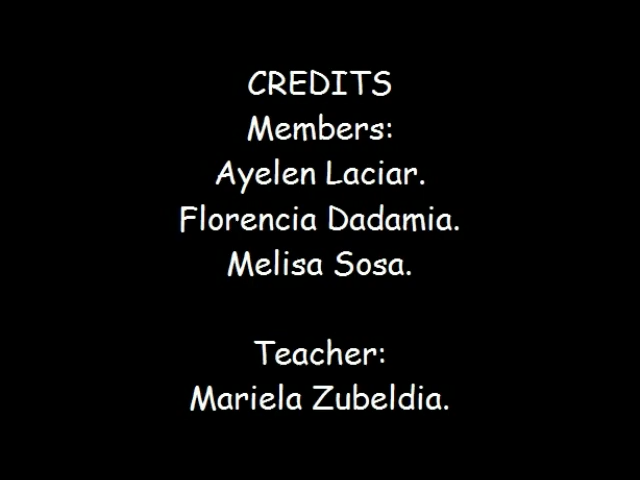 CREDITS
Members:
Ayelen Laciar.
Florencia Dadamia.
Melisa Sosa.
Teacher:
Mariela Zubeldia.